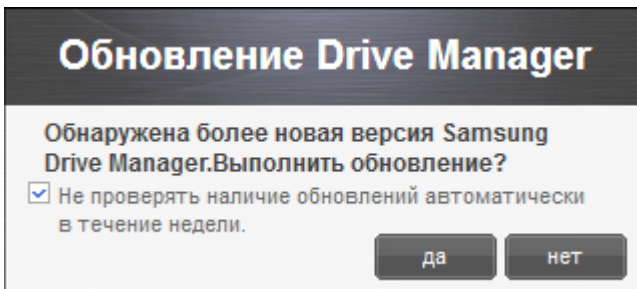 Обновление Drive Manager
Обнаружена более новая версия Samsung
Drive Manager.Выполнить обновление?
Не проверять наличие обновлений автоматически
в течение недели.
да нет